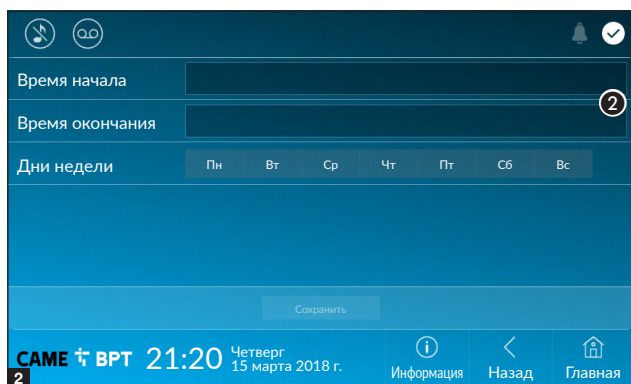 Время начала
2
Время окончания
Дни недели Пн Вт Ср Чт Пт Сб Вс
Сохранить
CAME BPT 21:20 Четверг
15 марта 2018 г.
Информация Назад Главная
2